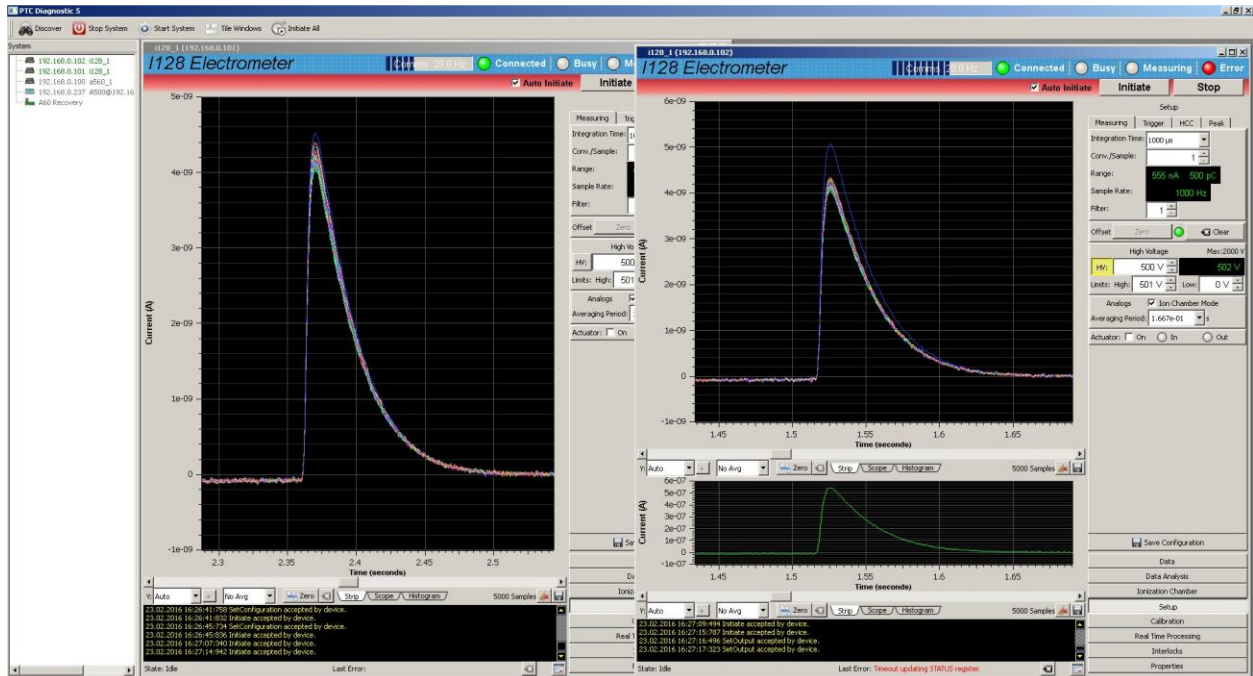 PTC Diagnostic 5
Discover Stop System Start System Tile Windows Initiate All
System
192.168.0.102 i128_1
192.168.0.101 i128_1
192.168.0.100 a560_1
192.168.0.237 A500@192.16
A60 Recovery
i128_1 (192.168.0.101)
I128 Electrometer
Comms 20.0 Hz Connected Busy
Auto Initiate Initiate
5e-09
4e-09
3e-09
2e-09
1e-09
0
-1e-09
Current (A)
2.3 2.35 2.4 2.45 2.5
Time (seconds)
Y: Auto + No Avg Zero Strip Scope Histogram 5000 Samples
23.02.2016 16:26:41:758 SetConfiguration accepted by device.
23.02.2016 16:26:41:832 Initiate accepted by device.
23.02.2016 16:26:45:734 SetConfiguration accepted by device.
23.02.2016 16:26:45:836 Initiate accepted by device.
23.02.2016 16:27:07:340 Initiate accepted by device.
23.02.2016 16:27:14:942 Initiate accepted by device.
State: Idle Last Error:
Measuring
Integration Time:
Conv./Sample:
Range:
Sample Rate:
Filter:
Offset Zero
HV: 500
Limits: High: 501
Analogs
Averaging Period:
Actuator: On
i128_1 (192.168.0.102)
I128 Electrometer
Connected Busy Measuring Error
Auto Initiate Initiate Stop
6e-09
5e-09
4e-09
3e-09
2e-09
1e-09
0
-1e-09
Current (A)
1.45 1.5 1.55 1.6 1.65
Time (seconds)
Y: Auto + No Avg Zero Strip Scope Histogram 5000 Samples
6e-07
5e-07
4e-07
3e-07
2e-07
1e-07
0
-1e-07
Current (A)
1.45 1.5 1.55 1.6 1.65
Time (seconds)
Y: Auto + No Avg Zero Strip Scope Histogram 5000 Samples
23.02.2016 16:27:09:494 Initiate accepted by device.
23.02.2016 16:27:15:787 Initiate accepted by device.
23.02.2016 16:27:16:496 SetOutput accepted by device.
23.02.2016 16:27:17:323 SetOutput accepted by device.
State: Idle Last Error: Timeout updating STATUS register.
Setup
Measuring Trigger HCC Peak
Integration Time: 1000 µs
Conv./Sample: 1
Range: 555 nA 500 pC
Sample Rate: 1000 Hz
Filter: 1
Offset Zero Clear
High Voltage Max:2000 V
HV: 500 V 502 V
Limits: High: 501 V Low: 0 V
Analogs Ion Chamber Mode
Averaging Period: 1.667e-01 s
Actuator: On In Out
Save Configuration
Data
Data Analysis
Ionization Chamber
Setup
Calibration
Real Time Processing
Interlocks
Properties